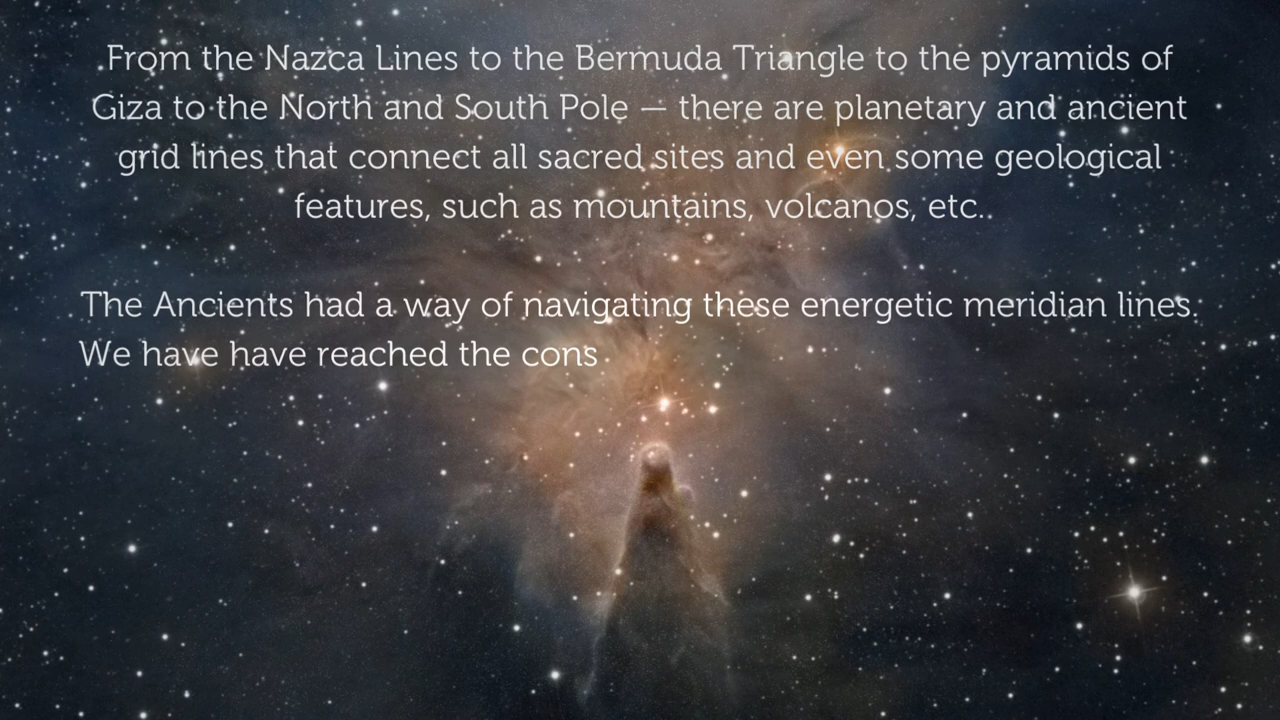 From the Nazca Lines to the Bermuda Triangle to the pyramids of
Giza to the North and South Pole — there are planetary and ancient
grid lines that connect all sacred sites and even some geological
features, such as mountains, volcanos, etc..
The Ancients had a way of navigating these energetic meridian lines.
We have have reached the cons